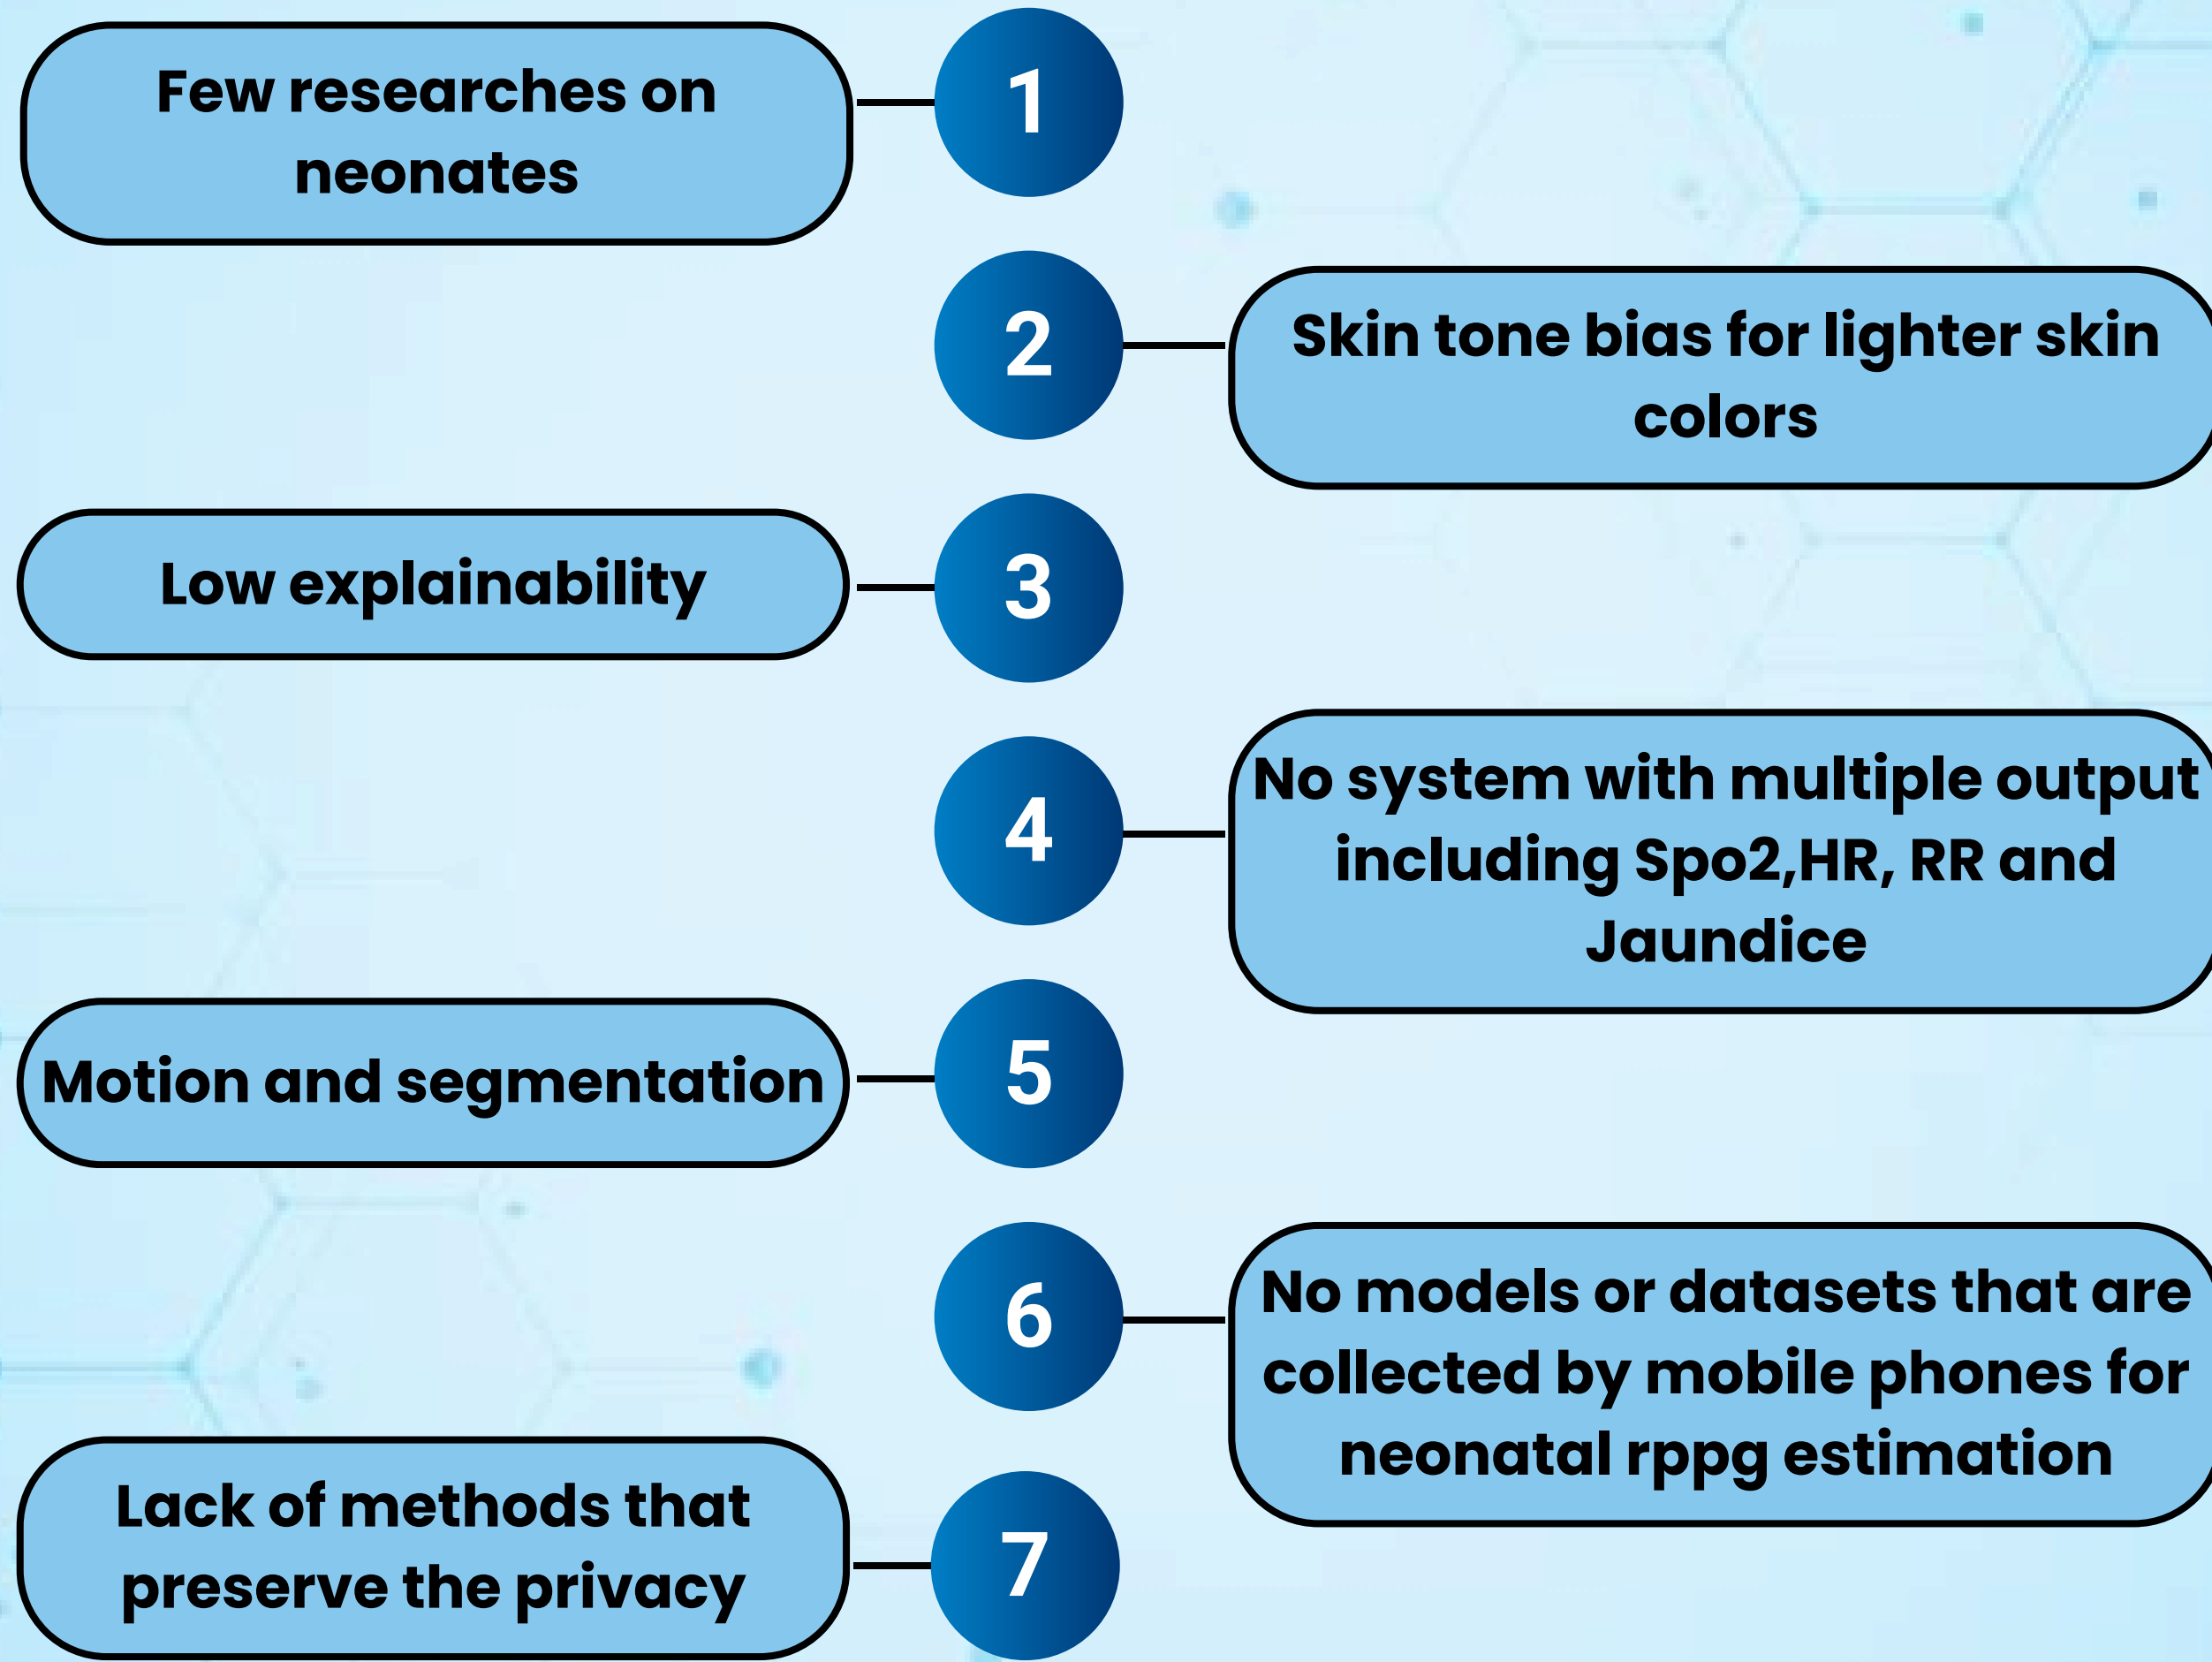 Few researches on
neonates
1
2
Skin tone bias for lighter skin
colors
Low explainability
3
4
No system with multiple output
including Spo2,HR, RR and
Jaundice
Motion and segmentation
5
6
No models or datasets that are
collected by mobile phones for
neonatal rppg estimation
Lack of methods that
preserve the privacy
7